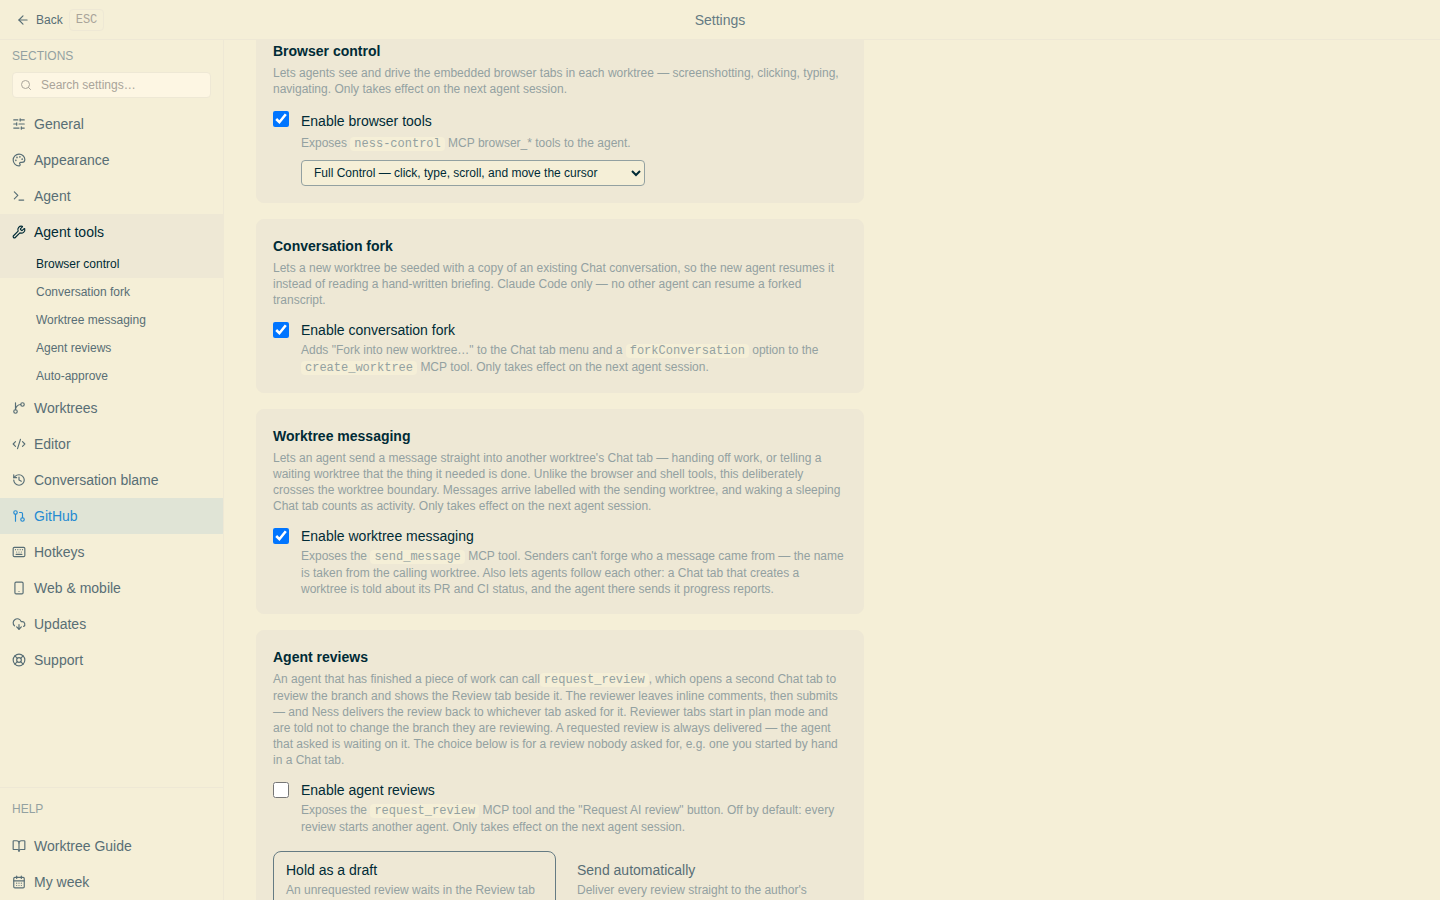 Back ESC
Settings
SECTIONS
Search settings…
General
Appearance
Agent
Agent tools
Browser control
Conversation fork
Worktree messaging
Agent reviews
Auto-approve
Worktrees
Editor
Conversation blame
GitHub
Hotkeys
Web & mobile
Updates
Support
HELP
Worktree Guide
My week
Browser control
Lets agents see and drive the embedded browser tabs in each worktree — screenshotting, clicking, typing,
navigating. Only takes effect on the next agent session.
Enable browser tools
Exposes ness-control MCP browser_* tools to the agent.
Full Control — click, type, scroll, and move the cursor
Conversation fork
Lets a new worktree be seeded with a copy of an existing Chat conversation, so the new agent resumes it
instead of reading a hand-written briefing. Claude Code only — no other agent can resume a forked
transcript.
Enable conversation fork
Adds "Fork into new worktree…" to the Chat tab menu and a forkConversation option to the
create_worktree MCP tool. Only takes effect on the next agent session.
Worktree messaging
Lets an agent send a message straight into another worktree's Chat tab — handing off work, or telling a
waiting worktree that the thing it needed is done. Unlike the browser and shell tools, this deliberately
crosses the worktree boundary. Messages arrive labelled with the sending worktree, and waking a sleeping
Chat tab counts as activity. Only takes effect on the next agent session.
Enable worktree messaging
Exposes the send_message MCP tool. Senders can't forge who a message came from — the name
is taken from the calling worktree. Also lets agents follow each other: a Chat tab that creates a
worktree is told about its PR and CI status, and the agent there sends it progress reports.
Agent reviews
An agent that has finished a piece of work can call request_review , which opens a second Chat tab to
review the branch and shows the Review tab beside it. The reviewer leaves inline comments, then submits
— and Ness delivers the review back to whichever tab asked for it. Reviewer tabs start in plan mode and
are told not to change the branch they are reviewing. A requested review is always delivered — the agent
that asked is waiting on it. The choice below is for a review nobody asked for, e.g. one you started by hand
in a Chat tab.
Enable agent reviews
Exposes the request_review MCP tool and the "Request AI review" button. Off by default: every
review starts another agent. Only takes effect on the next agent session.
Hold as a draft
An unrequested review waits in the Review tab
Send automatically
Deliver every review straight to the author's